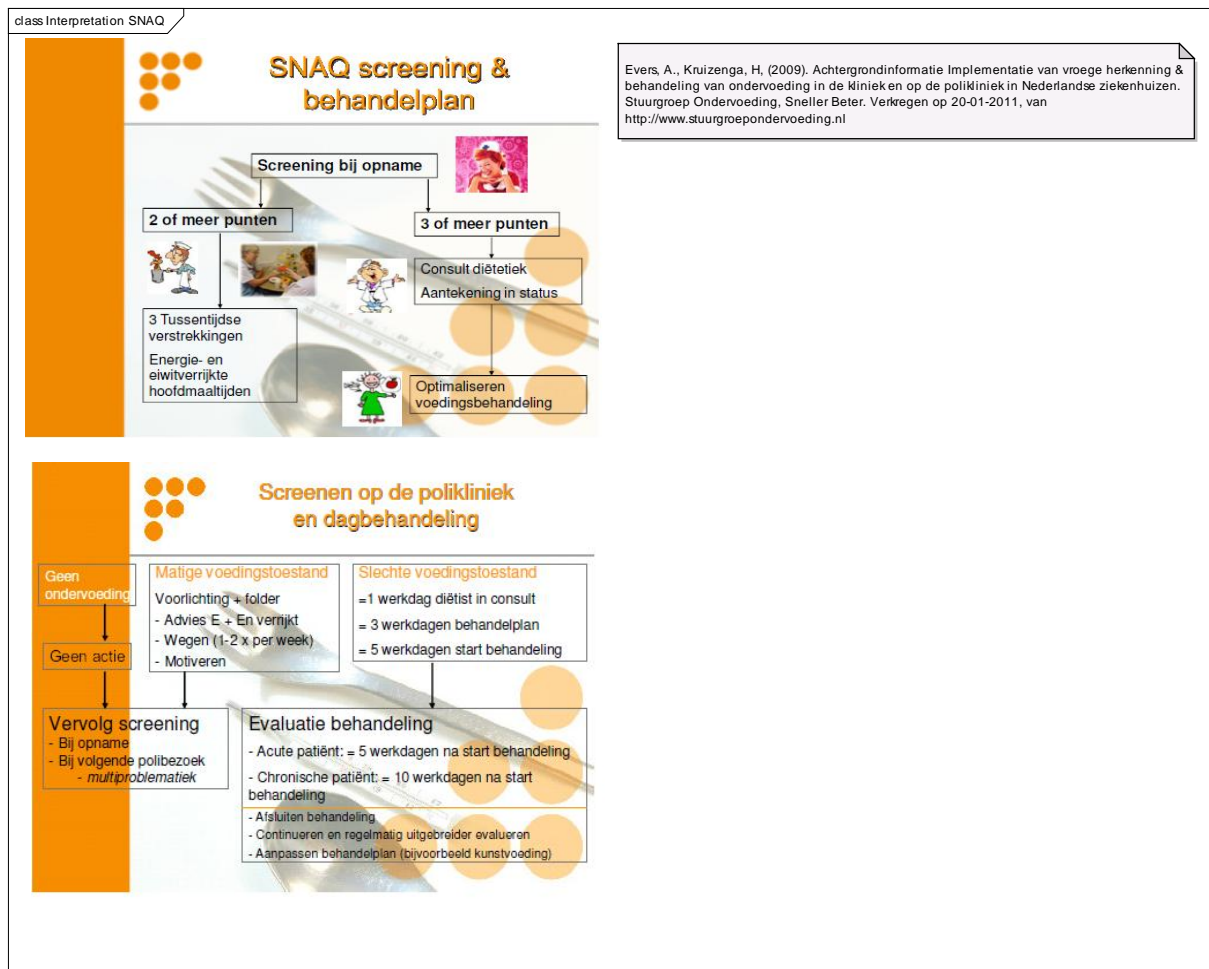 class Interpretation SNAQ
SNAQ screening &
behandelplan
Screening bij opname
2 of meer punten
3 of meer punten
Consult diëtetiek
Aantekening in status
3 Tussentijdse
verstrekkingen
Energie- en
eiwitverrijkte
hoofdmaaltijden
Optimaliseren
voedingsbehandeling
Evers, A., Kruizenga, H, (2009). Achtergrondinformatie Implementatie van vroege herkenning &
behandeling van ondervoeding in de kliniek en op de polikliniek in Nederlandse ziekenhuizen.
Stuurgroep Ondervoeding, Sneller Beter. Verkregen op 20-01-2011, van
http://www.stuurgroepondervoeding.nl
Screenen op de polikliniek
en dagbehandeling
Geen
ondervoeding
Geen actie
Matige voedingstoestand
Voorlichting + folder
- Advies E + En verrijkt
- Wegen (1-2 x per week)
- Motiveren
Slechte voedingstoestand
=1 werkdag diëtist in consult
= 3 werkdagen behandelplan
= 5 werkdagen start behandeling
Vervolg screening
- Bij opname
- Bij volgende polibezoek
- multiproblematiek
Evaluatie behandeling
- Acute patiënt: = 5 werkdagen na start behandeling
- Chronische patiënt: = 10 werkdagen na start
behandeling
- Afsluiten behandeling
- Continueren en regelmatig uitgebreider evalueren
- Aanpassen behandelplan (bijvoorbeeld kunstvoeding)